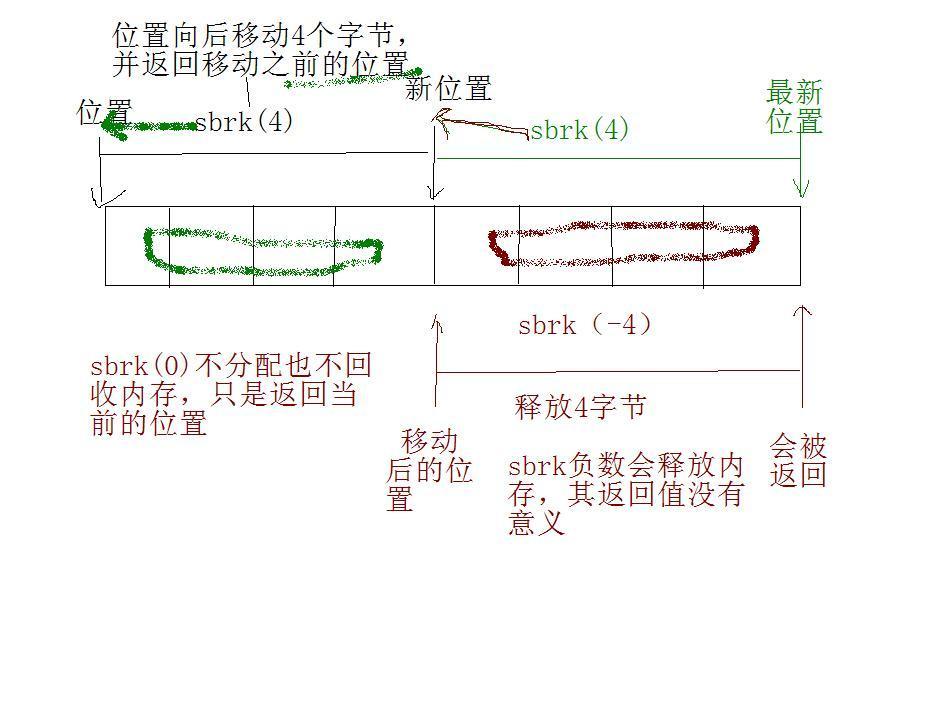 位置向后移动4个字节，
并返回移动之前的位置
新位置
最新
位置
位置
sbrk(4)
sbrk(4)
sbrk（-4）
sbrk(0)不分配也不回
收内存，只是返回当
前的位置
释放4字节
移动
后的位
置
会被
返回
sbrk负数会释放内
存，其返回值没有
意义